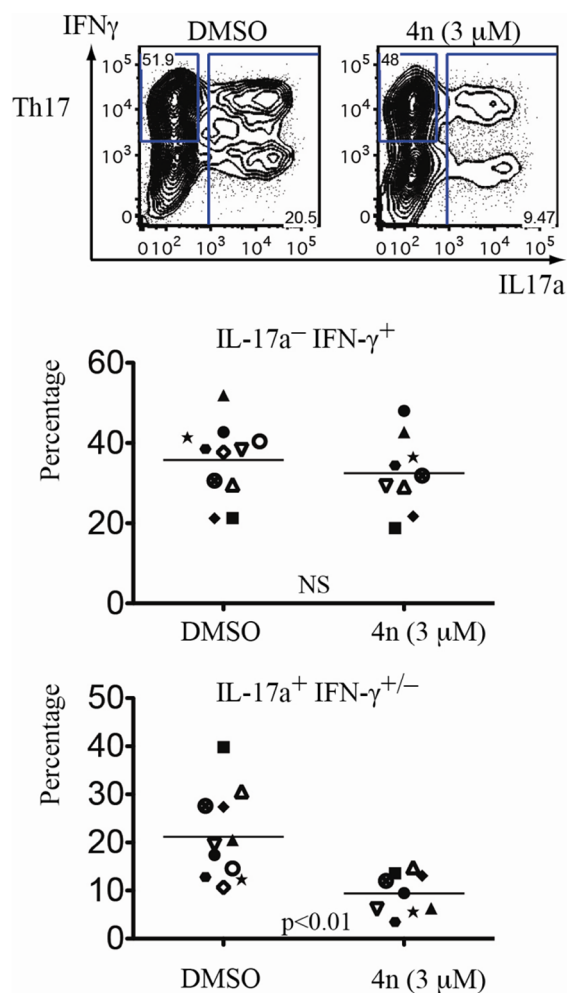 IFNγ DMSO 4n (3 μM)
Th17
10⁵ 51.9 10⁵ 48
10⁴ 10⁴
10³ 10³
0 20.5 0 9.47
0 10² 10³ 10⁴ 10⁵ 0 10² 10³ 10⁴ 10⁵
IL17a
IL-17a⁻ IFN-γ⁺
Percentage
60
40
20
0
NS
DMSO 4n (3 μM)
IL-17a⁺ IFN-γ⁺/⁻
Percentage
50
40
30
20
10
0
p<0.01
DMSO 4n (3 μM)